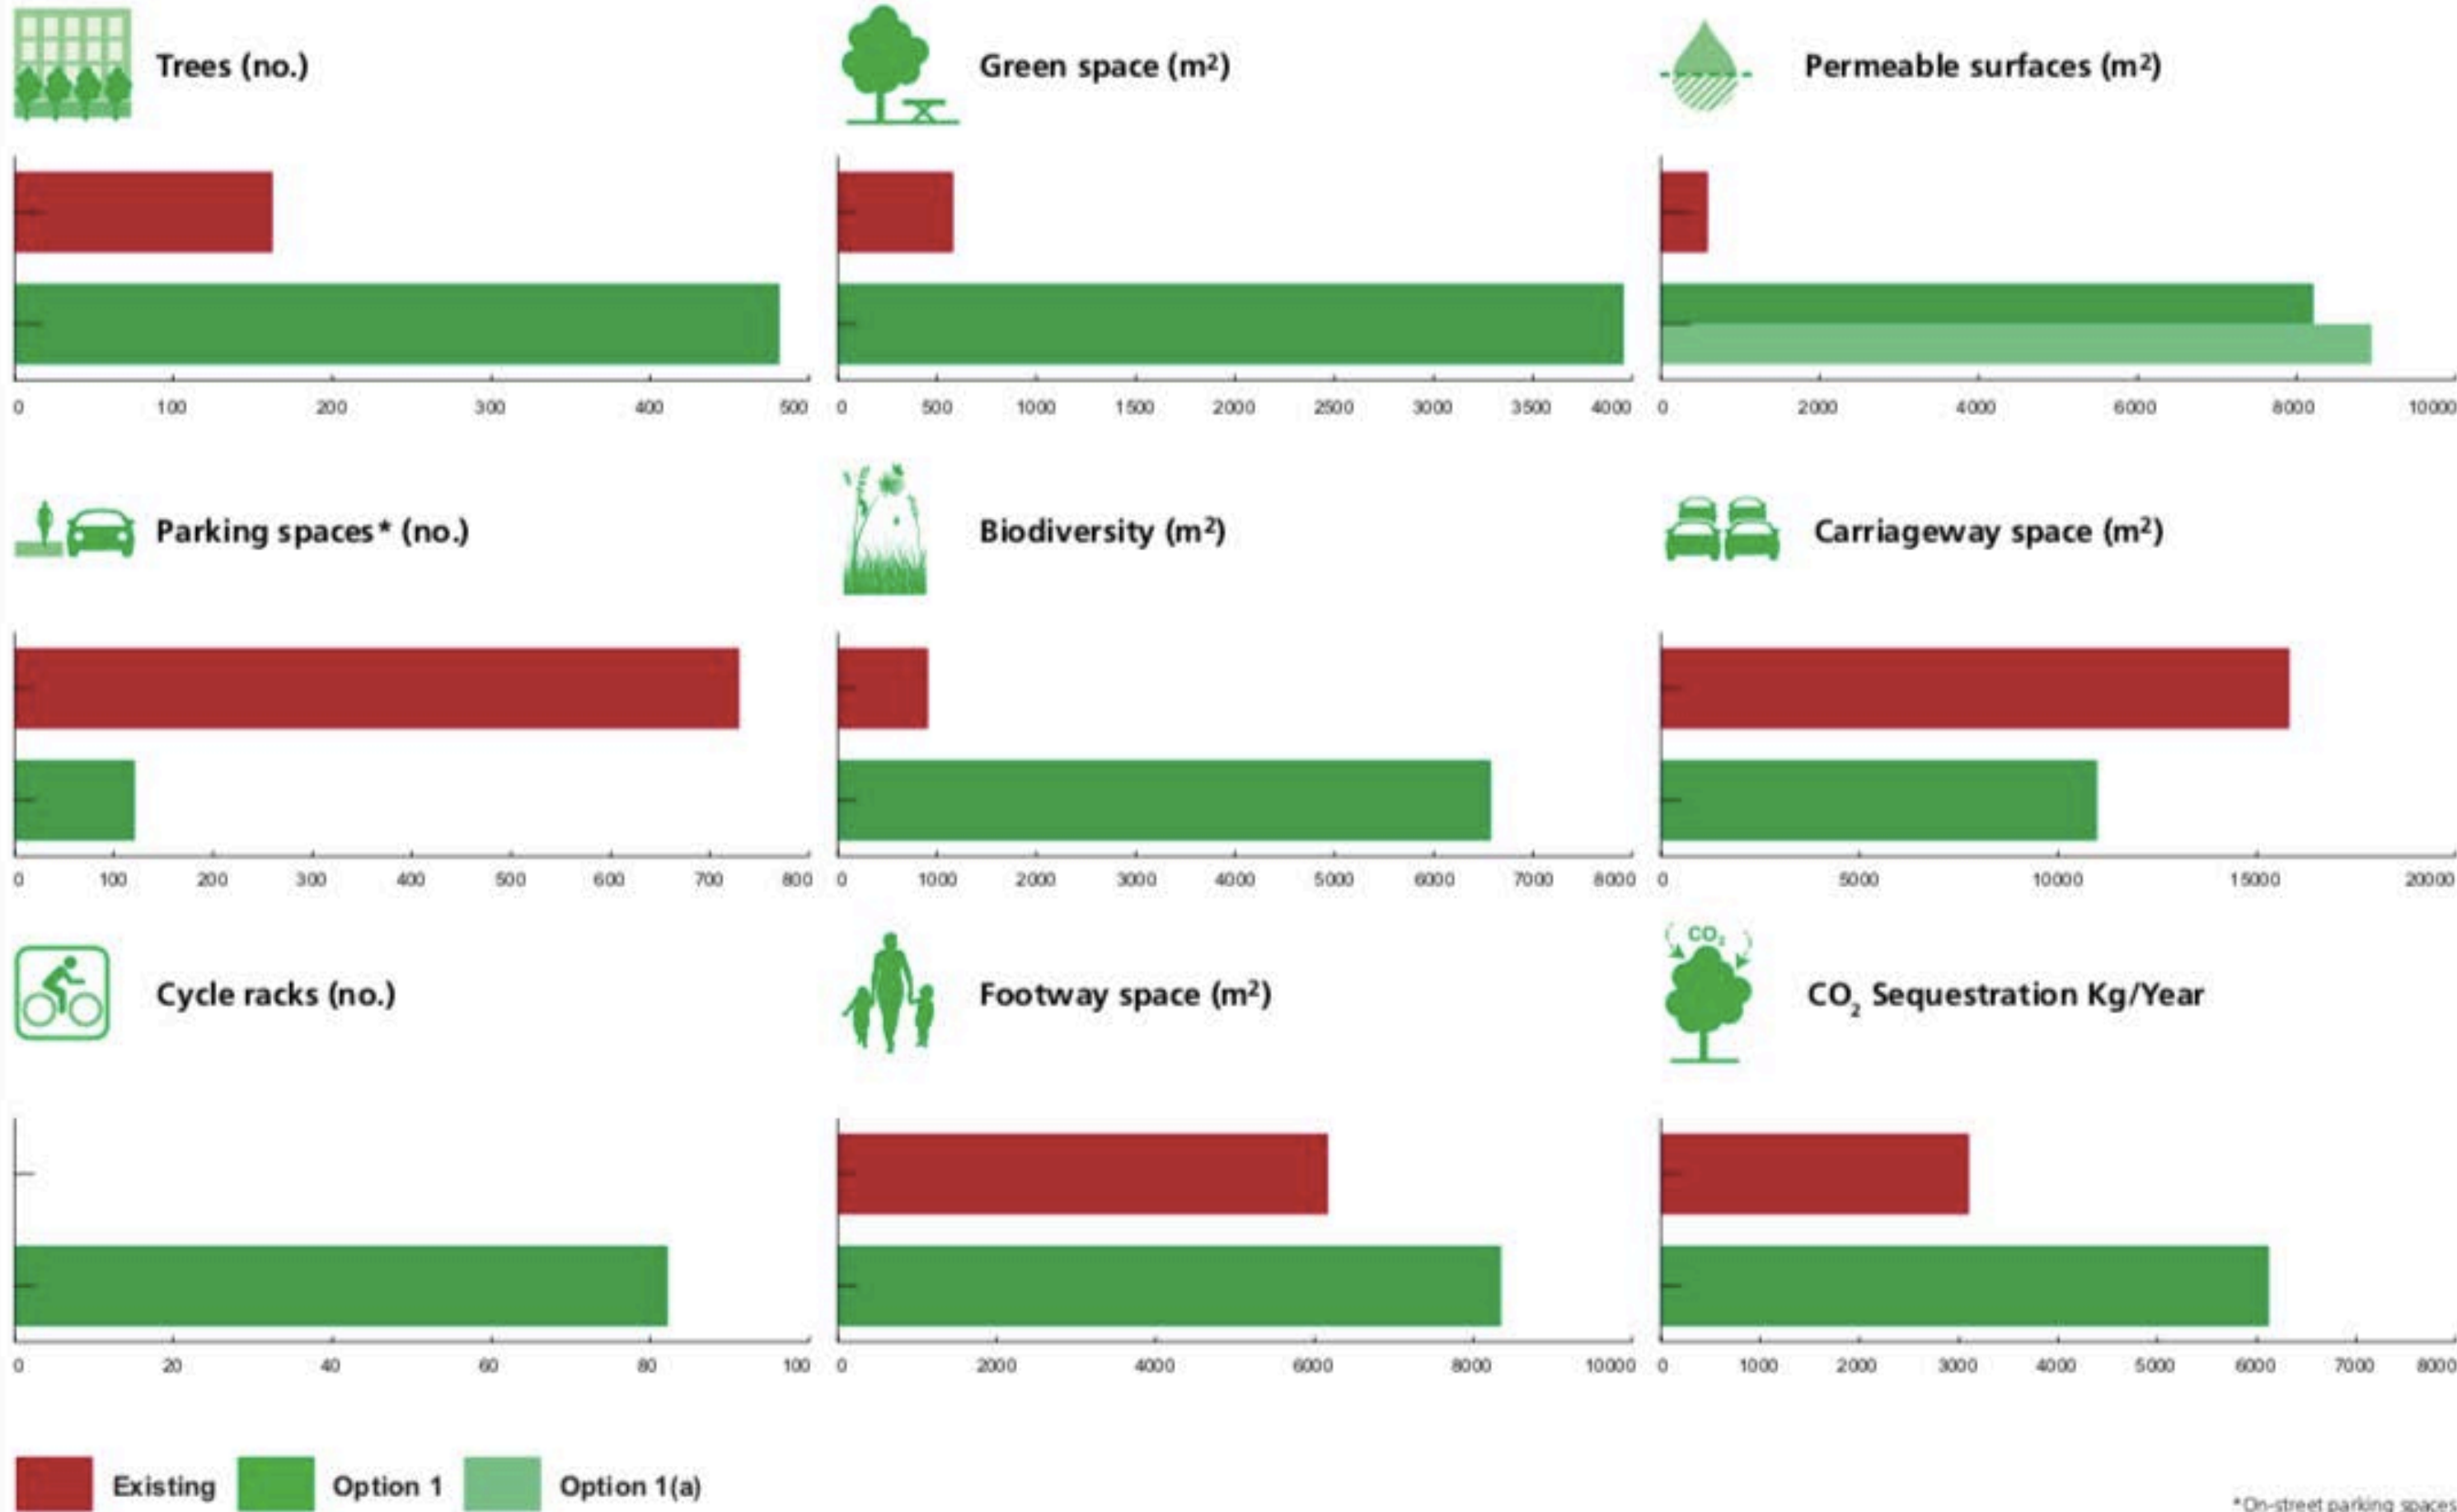 Trees (no.)
Green space (m²)
Permeable surfaces (m²)
0 100 200 300 400 500
0 500 1000 1500 2000 2500 3000 3500 4000
0 2000 4000 6000 8000 10000
Parking spaces* (no.)
Biodiversity (m²)
Carriageway space (m²)
0 100 200 300 400 500 600 700 800
0 1000 2000 3000 4000 5000 6000 7000 8000
0 5000 10000 15000 20000
CO₂
Cycle racks (no.)
Footway space (m²)
CO₂ Sequestration Kg/Year
0 20 40 60 80 100
0 2000 4000 6000 8000 10000
0 1000 2000 3000 4000 5000 6000 7000 8000
Existing
Option 1
Option 1(a)
*On-street parking spaces